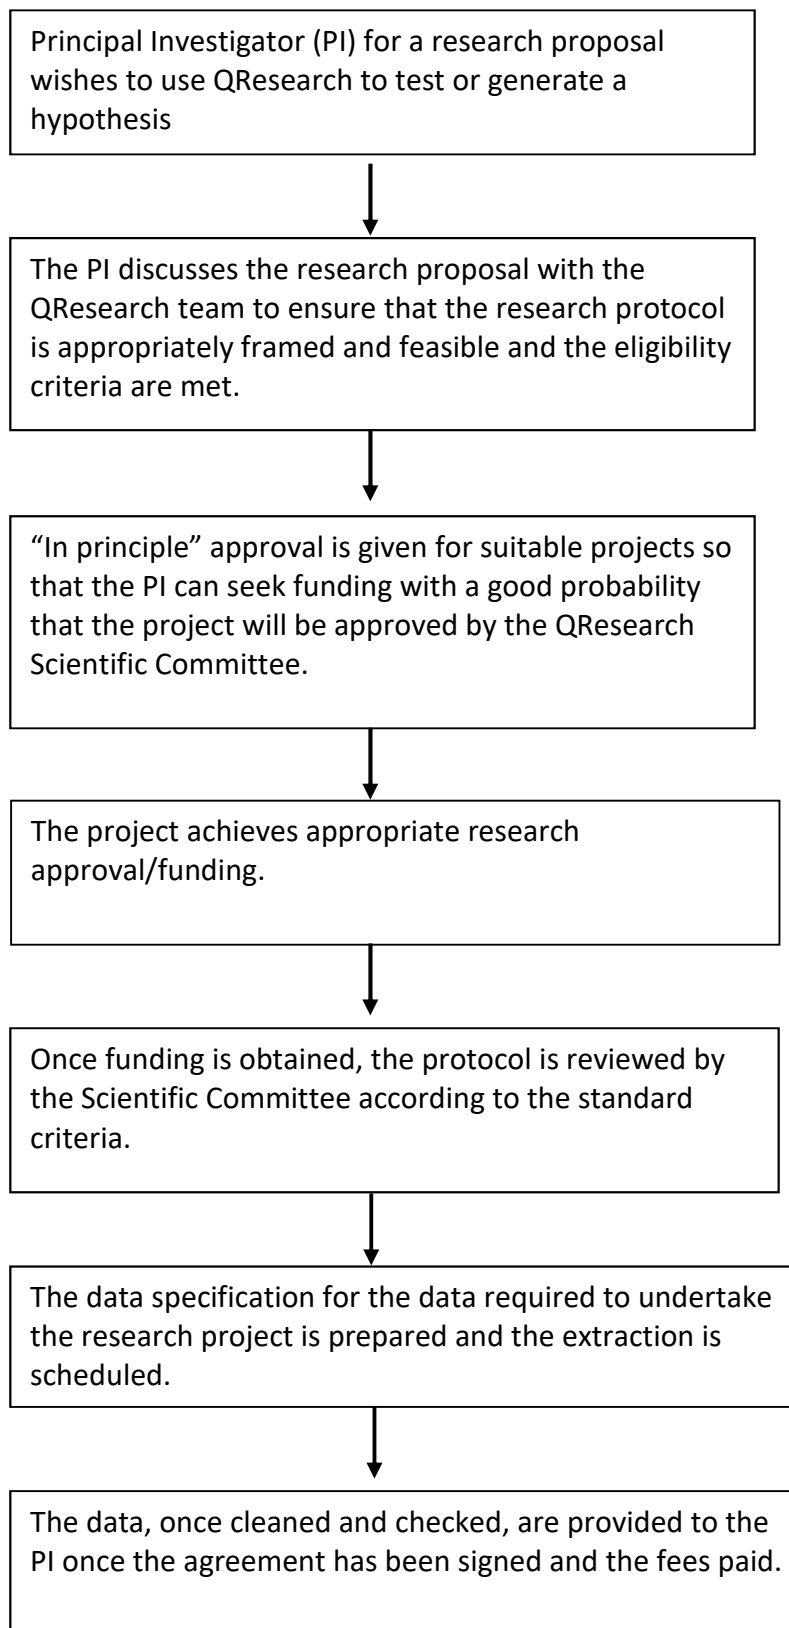 Principal Investigator (PI) for a research proposal
wishes to use QResearch to test or generate a
hypothesis
The PI discusses the research proposal with the
QResearch team to ensure that the research protocol
is appropriately framed and feasible and the eligibility
criteria are met.
“In principle” approval is given for suitable projects so
that the PI can seek funding with a good probability
that the project will be approved by the QResearch
Scientific Committee.
The project achieves appropriate research
approval/funding.
Once funding is obtained, the protocol is reviewed by
the Scientific Committee according to the standard
criteria.
The data specification for the data required to undertake
the research project is prepared and the extraction is
scheduled.
The data, once cleaned and checked, are provided to the
PI once the agreement has been signed and the fees paid.